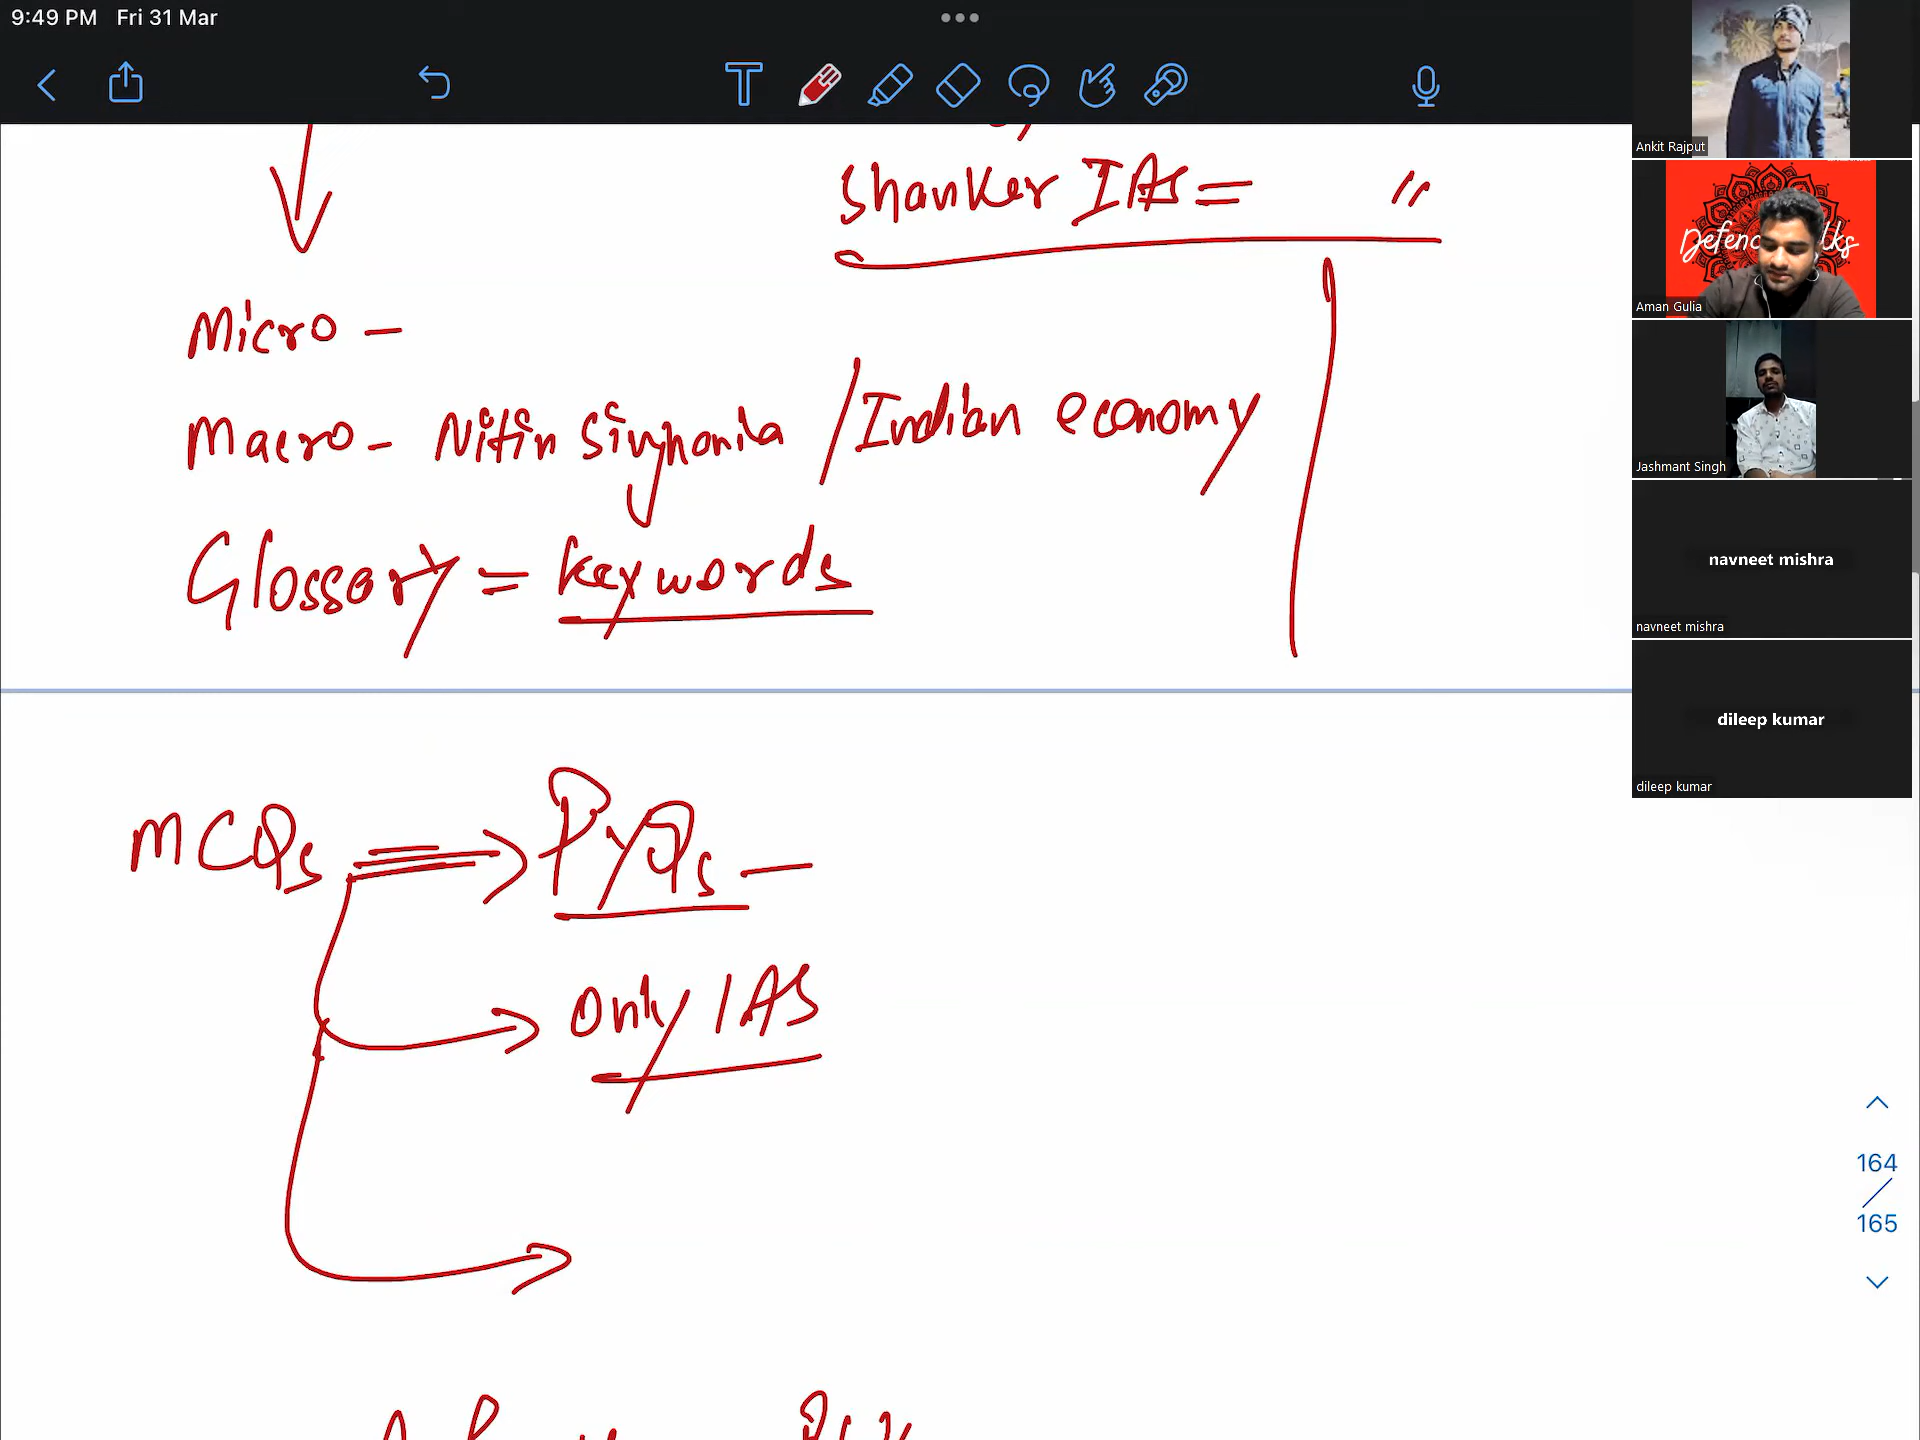 9:49 PM Fri 31 Mar
Shanker IAS = "
Micro -
Macro - Nitin Singhania / Indian economy
Glossary = keywords
MCQs PYQs -
Only IAS
164
/
165
Ankit Rajput
Aman Gulia
Jashmant Singh
navneet mishra
navneet mishra
dileep kumar
dileep kumar